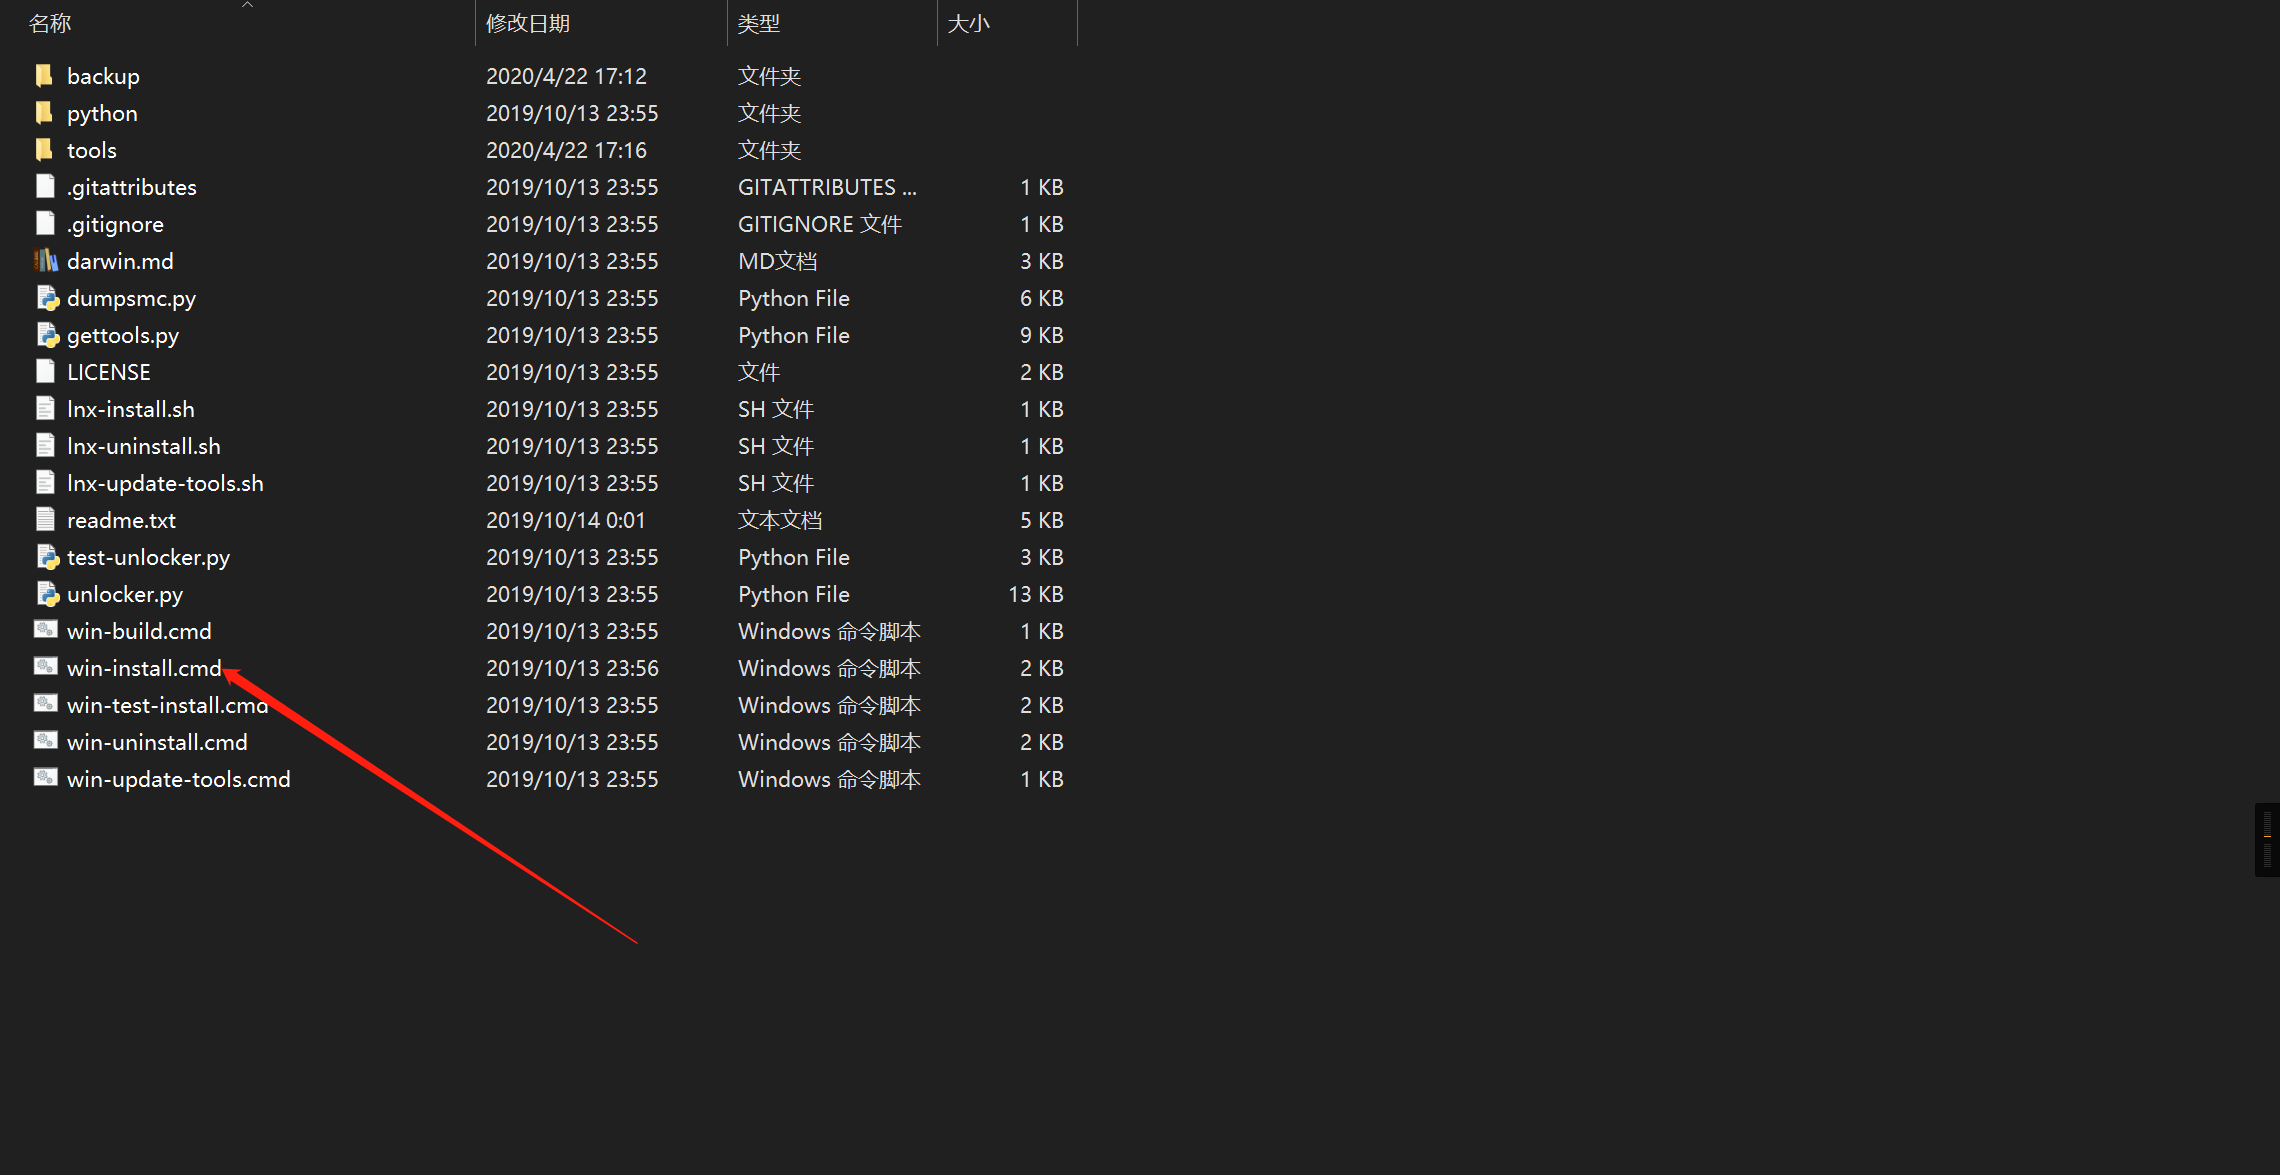 名称 修改日期 类型 大小
backup 2020/4/22 17:12 文件夹
python 2019/10/13 23:55 文件夹
tools 2020/4/22 17:16 文件夹
.gitattributes 2019/10/13 23:55 GITATTRIBUTES ... 1 KB
.gitignore 2019/10/13 23:55 GITIGNORE 文件 1 KB
darwin.md 2019/10/13 23:55 MD文档 3 KB
dumpsmc.py 2019/10/13 23:55 Python File 6 KB
gettools.py 2019/10/13 23:55 Python File 9 KB
LICENSE 2019/10/13 23:55 文件 2 KB
lnx-install.sh 2019/10/13 23:55 SH 文件 1 KB
lnx-uninstall.sh 2019/10/13 23:55 SH 文件 1 KB
lnx-update-tools.sh 2019/10/13 23:55 SH 文件 1 KB
readme.txt 2019/10/14 0:01 文本文档 5 KB
test-unlocker.py 2019/10/13 23:55 Python File 3 KB
unlocker.py 2019/10/13 23:55 Python File 13 KB
win-build.cmd 2019/10/13 23:55 Windows 命令脚本 1 KB
win-install.cmd 2019/10/13 23:56 Windows 命令脚本 2 KB
win-test-install.cmd 2019/10/13 23:55 Windows 命令脚本 2 KB
win-uninstall.cmd 2019/10/13 23:55 Windows 命令脚本 2 KB
win-update-tools.cmd 2019/10/13 23:55 Windows 命令脚本 1 KB